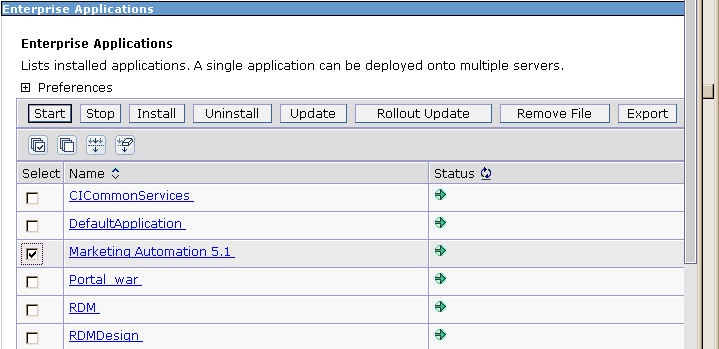 Enterprise Applications
Enterprise Applications
Lists installed applications. A single application can be deployed onto multiple servers.
Preferences
Start Stop Install Uninstall Update Rollout Update Remove File Export
Select Name Status
CICommonServices
DefaultApplication
Marketing Automation 5.1
Portal_war
RDM
RDMDesign